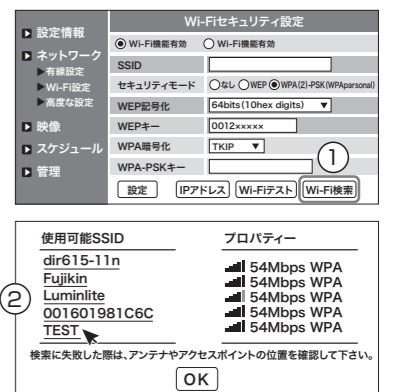 Wi-Fiセキュリティ設定
設定情報
ネットワーク
▶有線設定
▶Wi-Fi設定
▶高度な設定
映像
スケジュール
管理
Wi-Fi機能有効 Wi-Fi機能有効
SSID
セキュリティモード なし WEP WPA(2)-PSK(WPAparsonal)
WEP記号化 64bits(10hex digits) ▼
WEPキー 0012×××××
WPA暗号化 TKIP ▼
WPA-PSKキー
①
設定 IPアドレス Wi-Fiテスト Wi-Fi検索
②
使用可能SSID プロパティー
dir615-11n 54Mbps WPA
Fujikin 54Mbps WPA
Luminlite 54Mbps WPA
001601981C6C 54Mbps WPA
TEST 54Mbps WPA
検索に失敗した際は、アンテナやアクセスポイントの位置を確認して下さい。
OK